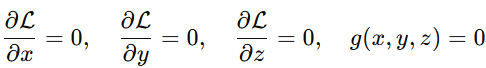 ∂ℒ/∂x = 0, ∂ℒ/∂y = 0, ∂ℒ/∂z = 0, g(x, y, z) = 0